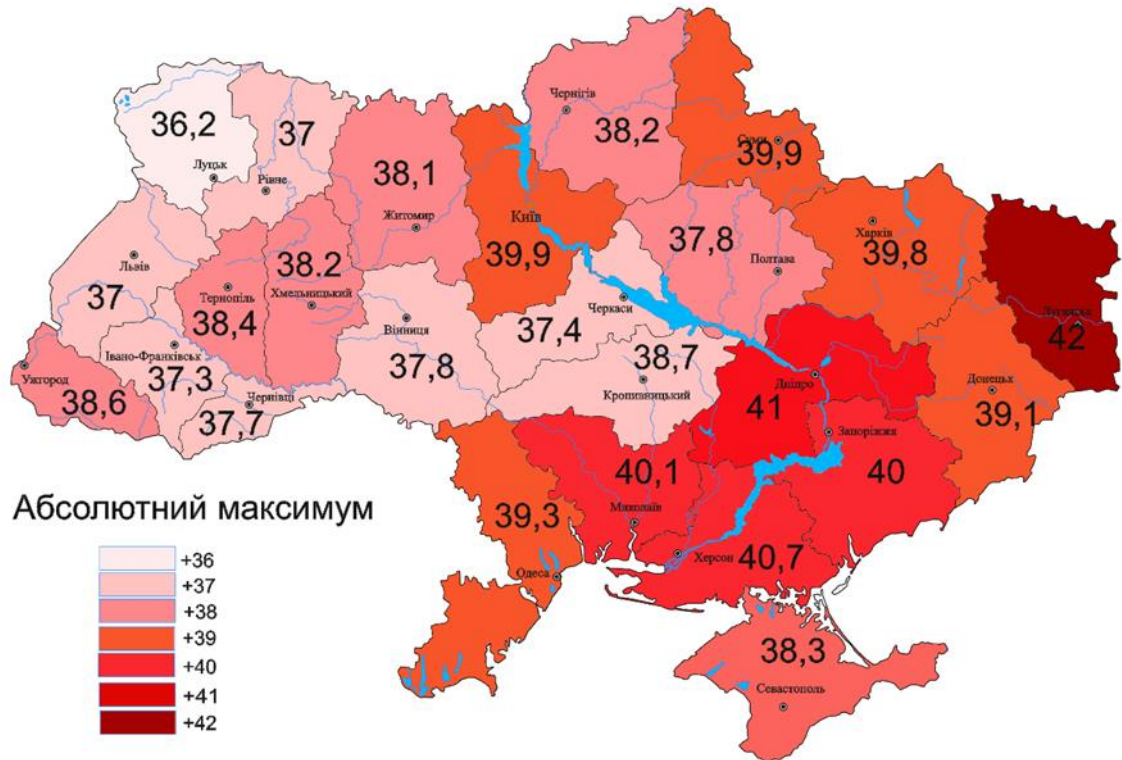 Чернігів
38,2
Суми
39,9
36,2
Луцьк
37
Рівне
38,1
Житомир
Київ
39,9
37,8
Полтава
Харків
39,8
Львів
37
Тернопіль
38,4
38.2
Хмельницький
Вінниця
37,8
Черкаси
37,4
38,7
Кропивницький
Луганськ
42
Ужгород
38,6
Івано-Франківськ
37,3
Чернівці
37,7
Дніпро
41
Донецьк
39,1
Запоріжжя
40
40,1
Миколаїв
39,3
Одеса
Херсон
40,7
38,3
Севастополь
Абсолютний максимум
+36
+37
+38
+39
+40
+41
+42